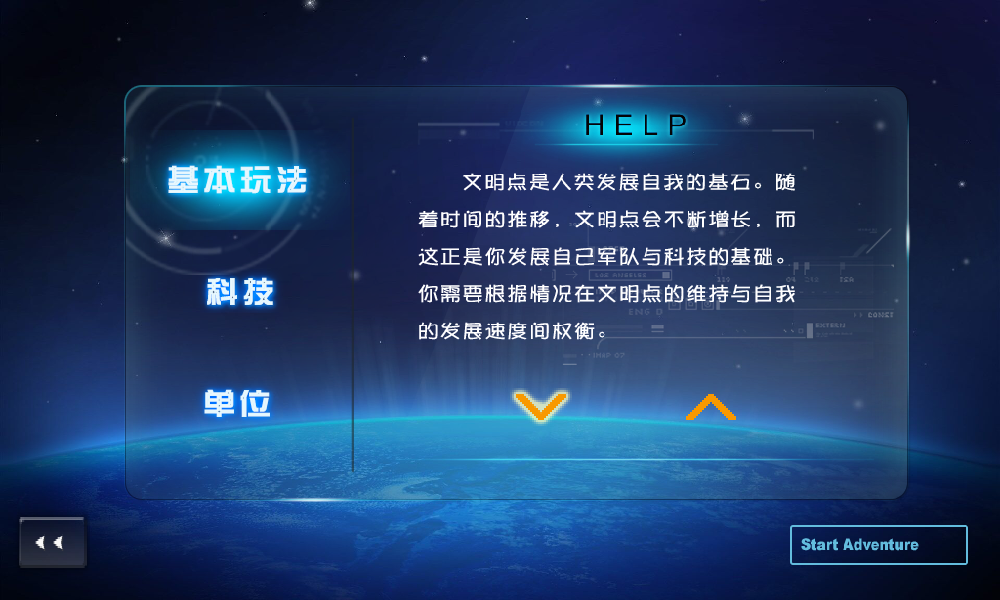 HELP
基本玩法
科技
单位
文明点是人类发展自我的基石。随
着时间的推移，文明点会不断增长，而
这正是你发展自己军队与科技的基础。
你需要根据情况在文明点的维持与自我
的发展速度间权衡。
Start Adventure